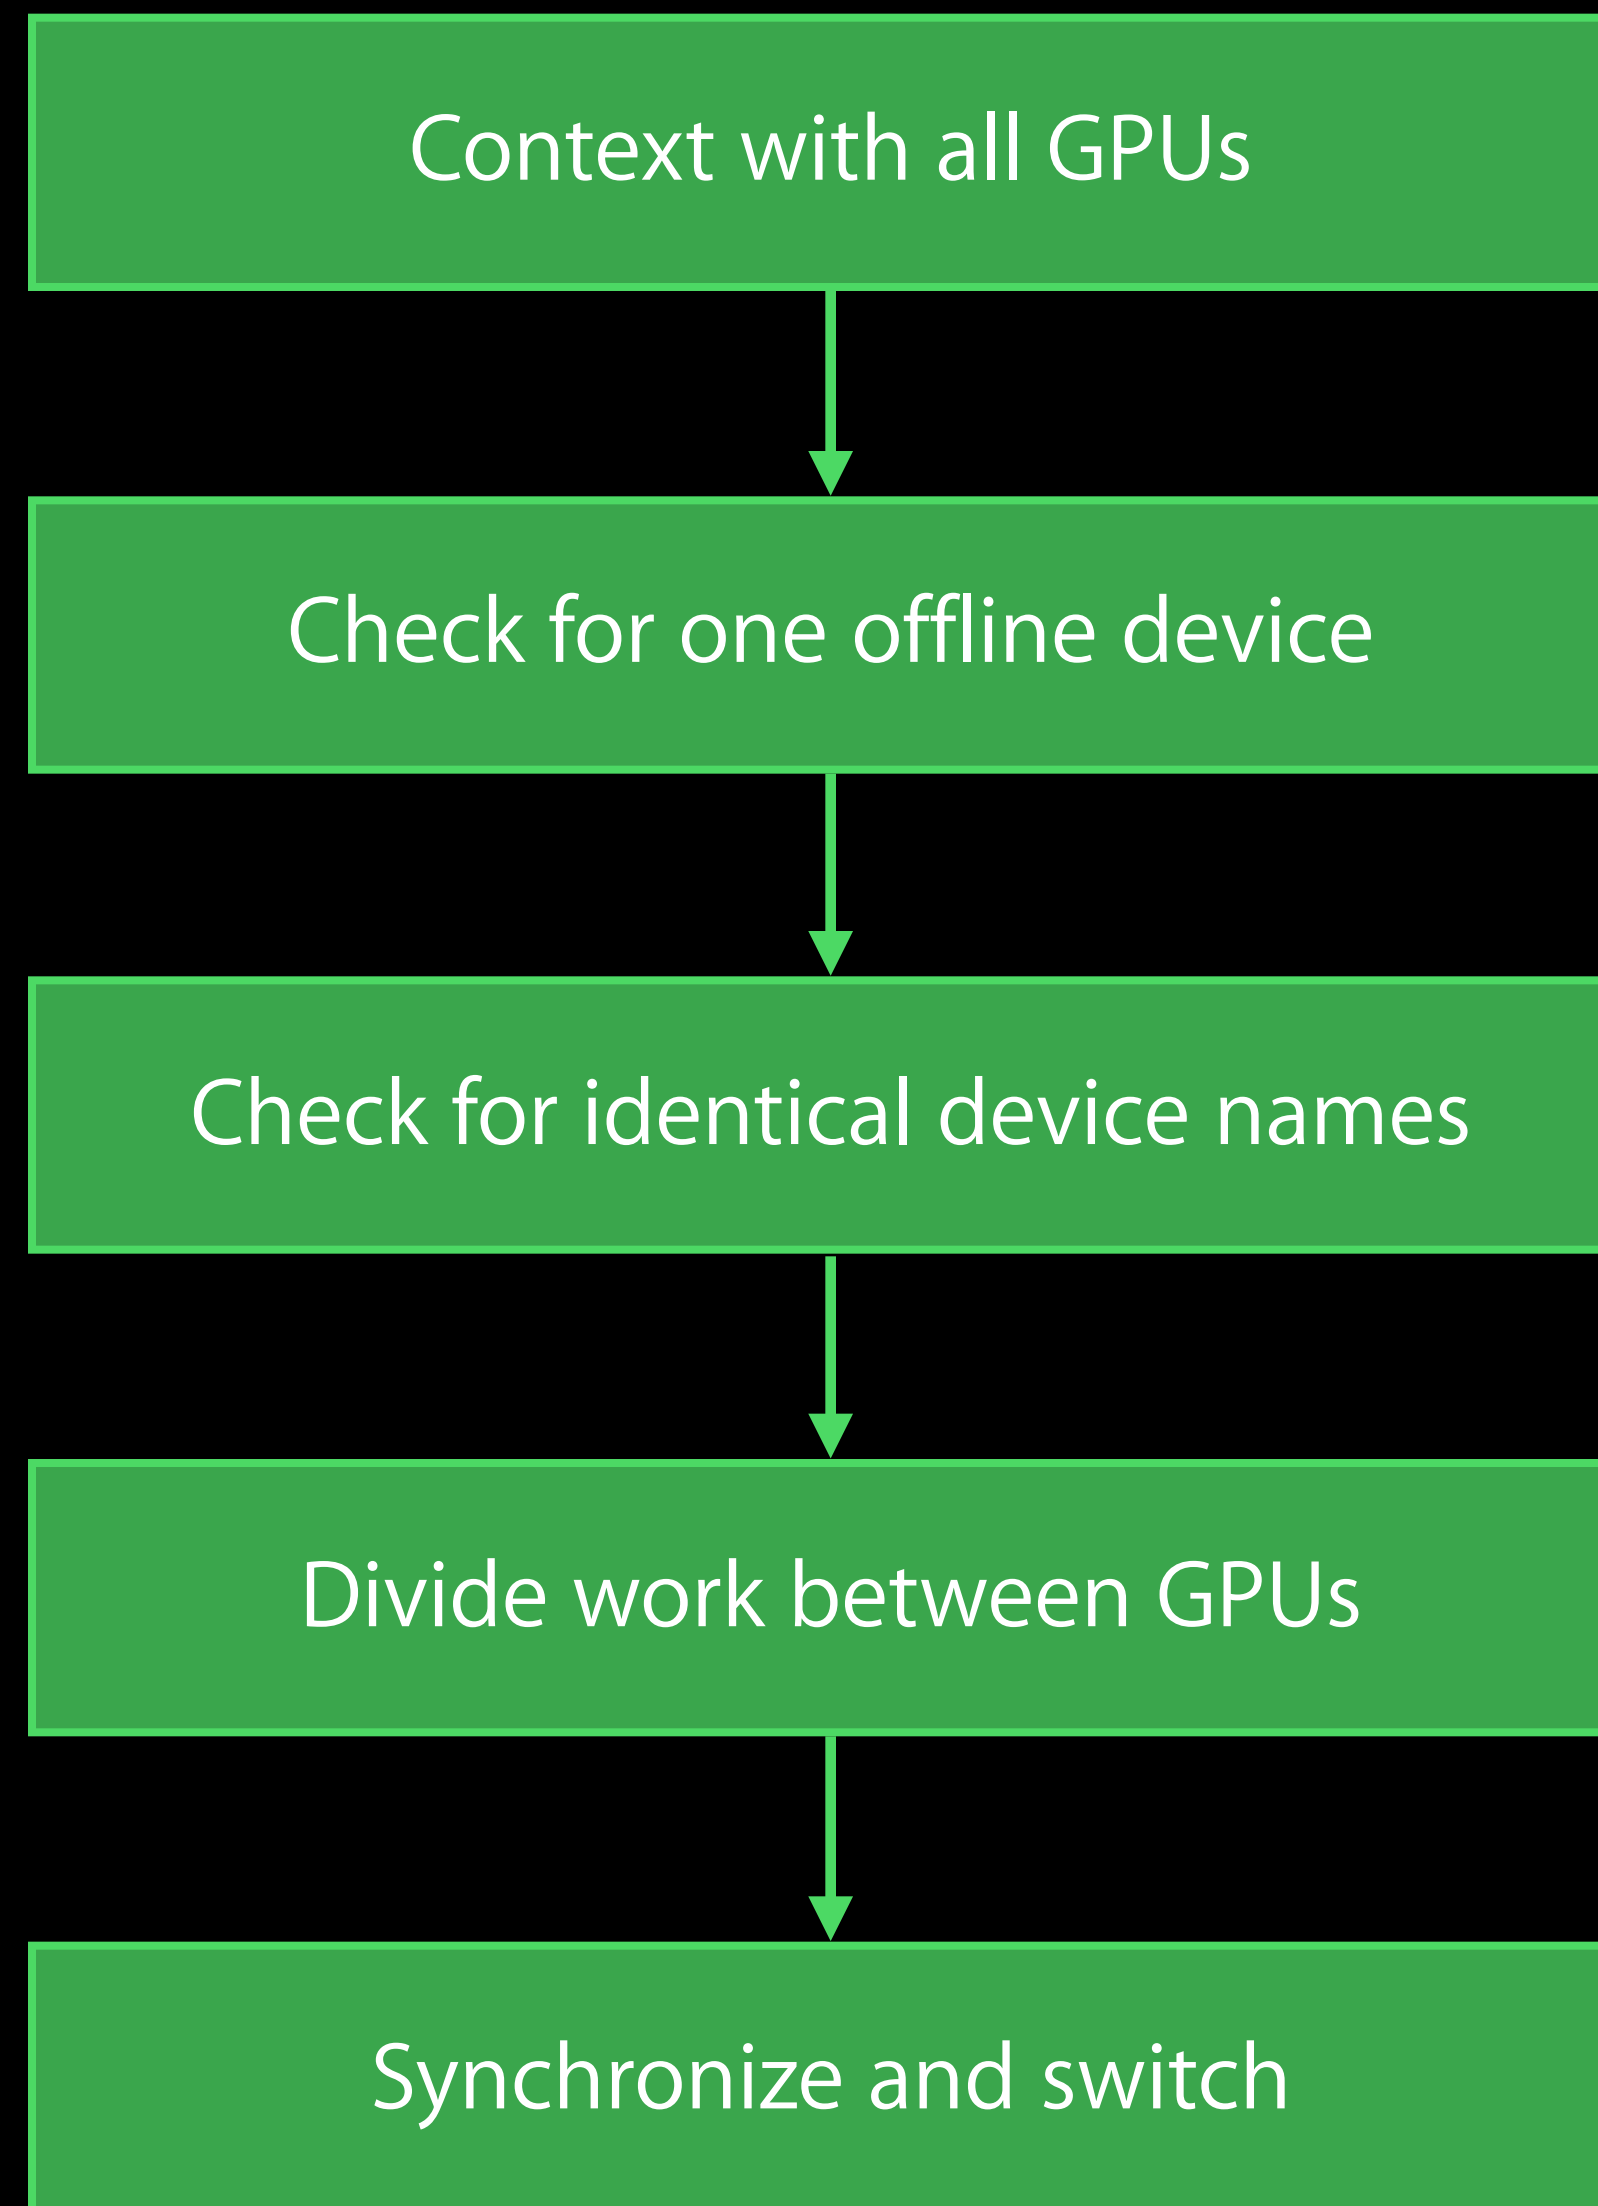 Context with all GPUs
Check for one offline device
Check for identical device names
Divide work between GPUs
Synchronize and switch